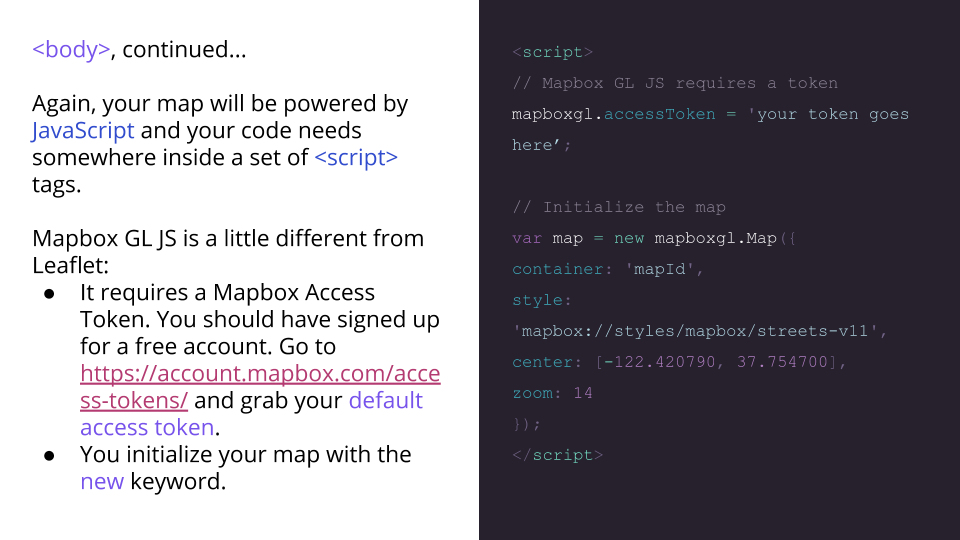 <body>, continued...
Again, your map will be powered by
JavaScript and your code needs
somewhere inside a set of <script>
tags.
Mapbox GL JS is a little different from
Leaflet:
● It requires a Mapbox Access
Token. You should have signed up
for a free account. Go to
https://account.mapbox.com/acce
ss-tokens/ and grab your default
access token.
● You initialize your map with the
new keyword.
<script>
// Mapbox GL JS requires a token
mapboxgl.accessToken = 'your token goes
here’;
// Initialize the map
var map = new mapboxgl.Map({
container: 'mapId',
style:
'mapbox://styles/mapbox/streets-v11',
center: [-122.420790, 37.754700],
zoom: 14
});
</script>